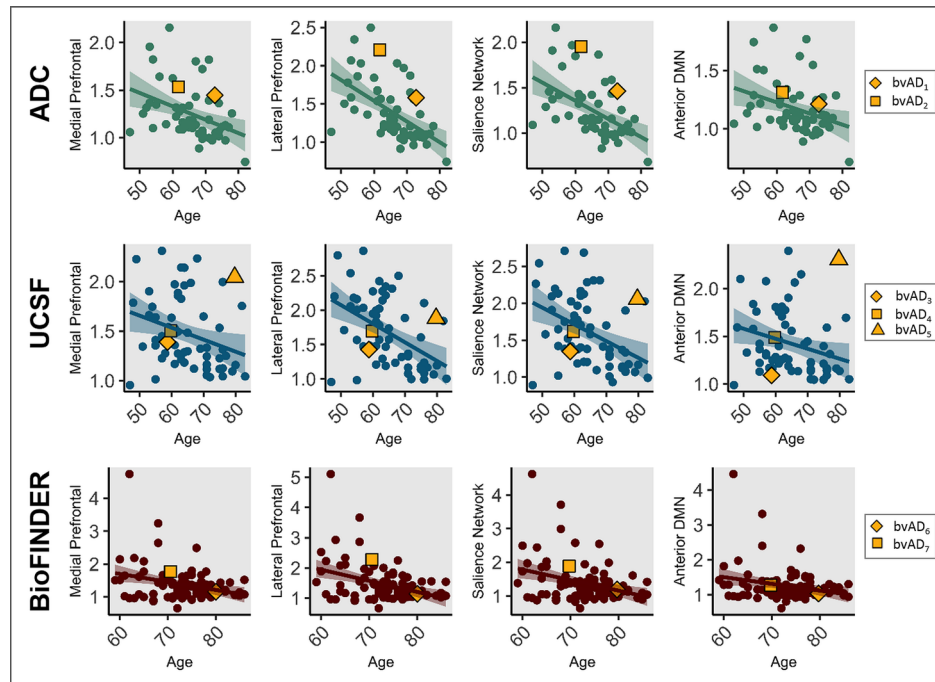 ADC
Medial Prefrontal
2.0
1.5
1.0
50 60 70 80
Age
Lateral Prefrontal
2.5
2.0
1.5
1.0
50 60 70 80
Age
Salience Network
2.0
1.5
1.0
50 60 70 80
Age
Anterior DMN
1.5
1.0
50 60 70 80
Age
bvAD1
bvAD2
UCSF
Medial Prefrontal
2.0
1.5
1.0
50 60 70 80
Age
Lateral Prefrontal
2.5
2.0
1.5
1.0
50 60 70 80
Age
Salience Network
2.5
2.0
1.5
1.0
50 60 70 80
Age
Anterior DMN
2.0
1.5
1.0
50 60 70 80
Age
bvAD3
bvAD4
bvAD5
BioFINDER
Medial Prefrontal
4
3
2
1
60 70 80
Age
Lateral Prefrontal
5
4
3
2
1
60 70 80
Age
Salience Network
4
3
2
1
60 70 80
Age
Anterior DMN
4
3
2
1
60 70 80
Age
bvAD6
bvAD7